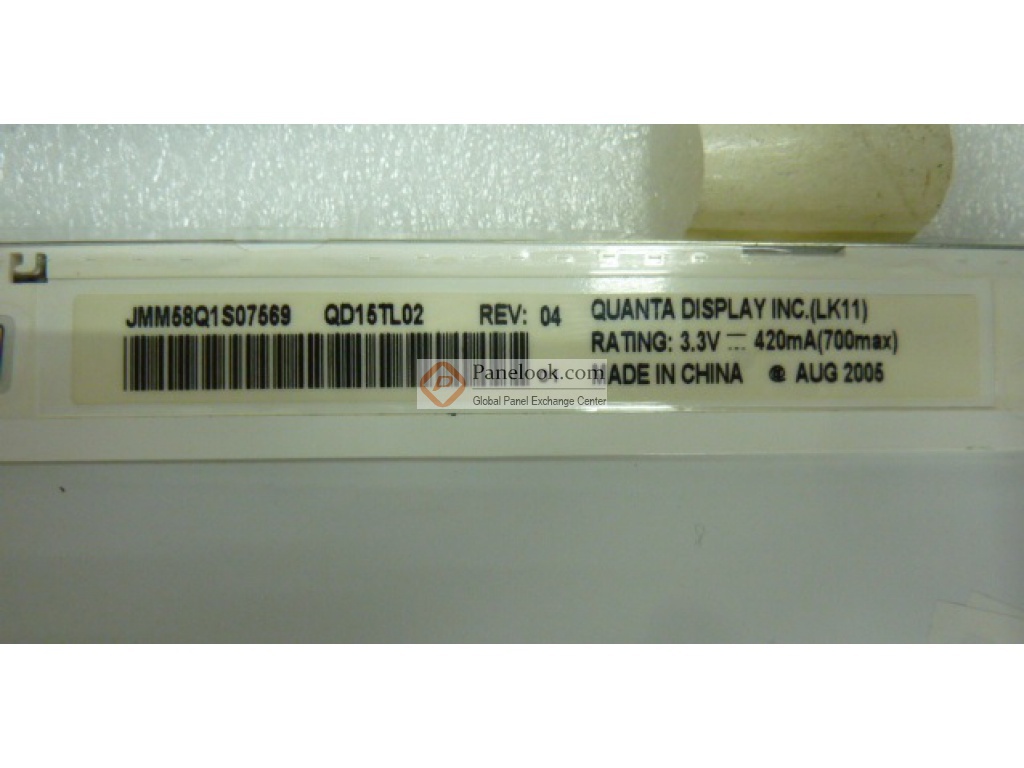 JMM58Q1S07569 QD15TL02 REV: 04 QUANTA DISPLAY INC.(LK11)
RATING: 3.3V 420mA(700max)
MADE IN CHINA AUG 2005
Panelook.com
Global Panel Exchange Center